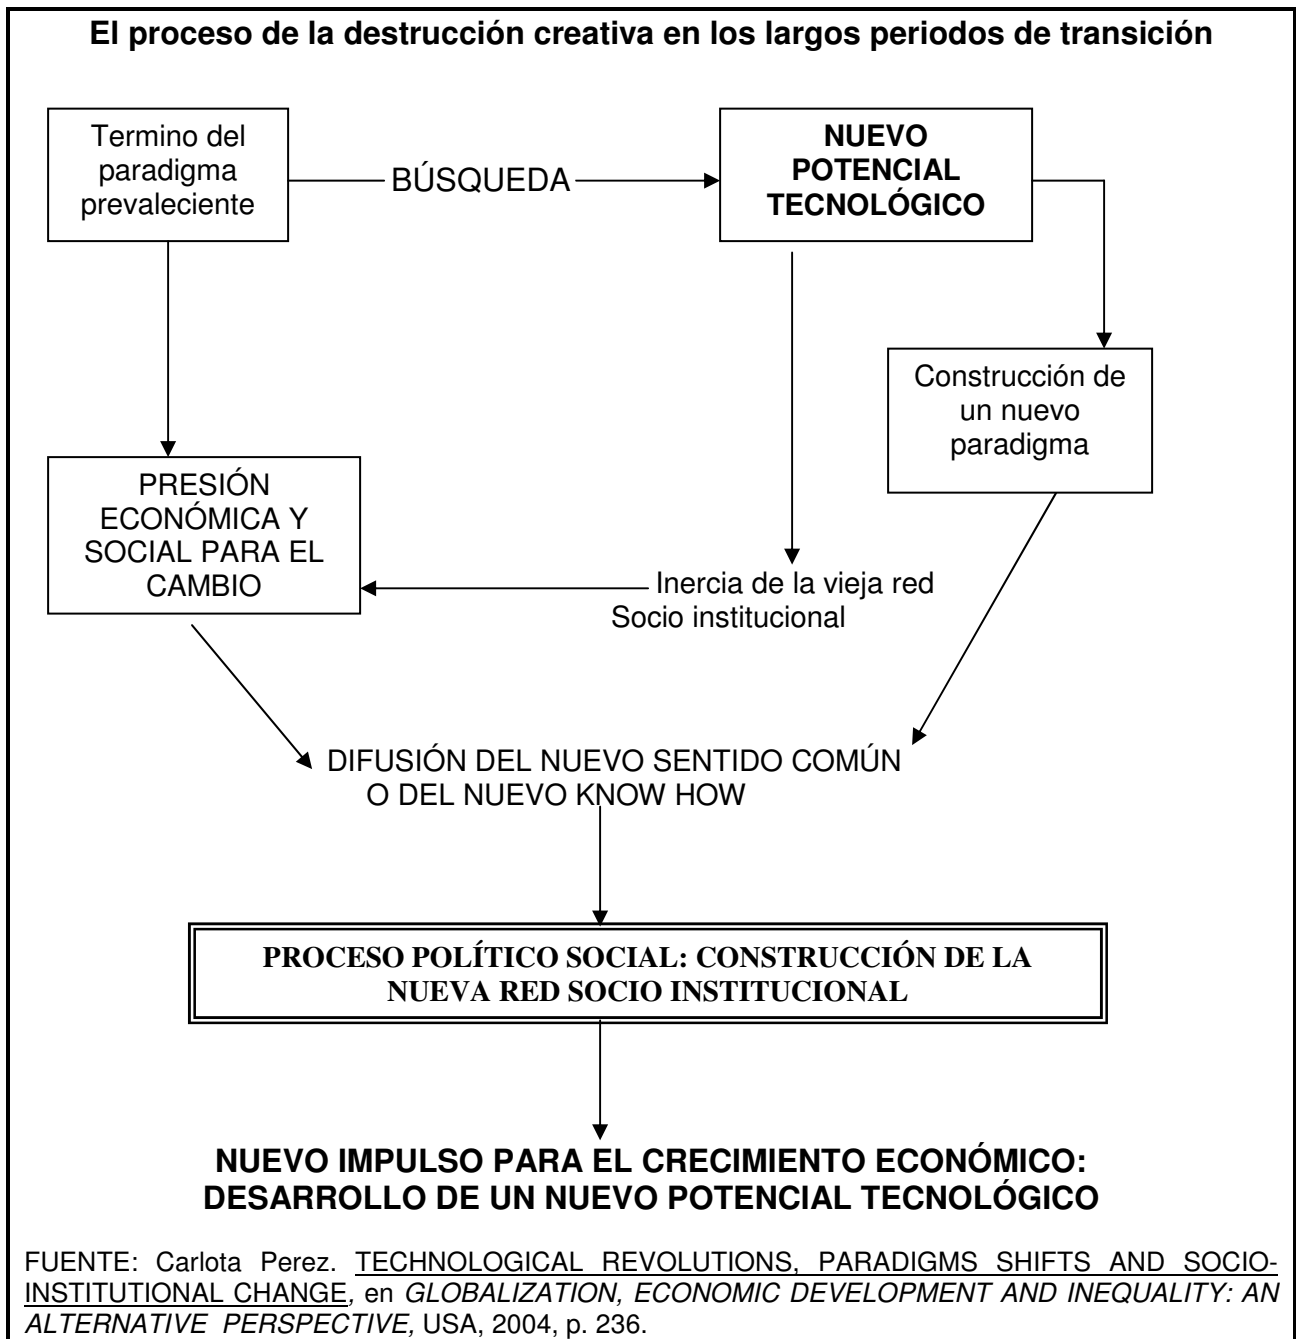 El proceso de la destrucción creativa en los largos periodos de transición
Termino del
paradigma
prevaleciente
BÚSQUEDA
NUEVO
POTENCIAL
TECNOLÓGICO
Construcción de
un nuevo
paradigma
PRESIÓN
ECONÓMICA Y
SOCIAL PARA EL
CAMBIO
Inercia de la vieja red
Socio institucional
DIFUSIÓN DEL NUEVO SENTIDO COMÚN
O DEL NUEVO KNOW HOW
PROCESO POLÍTICO SOCIAL: CONSTRUCCIÓN DE LA
NUEVA RED SOCIO INSTITUCIONAL
NUEVO IMPULSO PARA EL CRECIMIENTO ECONÓMICO:
DESARROLLO DE UN NUEVO POTENCIAL TECNOLÓGICO
FUENTE: Carlota Perez. TECHNOLOGICAL REVOLUTIONS, PARADIGMS SHIFTS AND SOCIO-
INSTITUTIONAL CHANGE, en GLOBALIZATION, ECONOMIC DEVELOPMENT AND INEQUALITY: AN
ALTERNATIVE PERSPECTIVE, USA, 2004, p. 236.